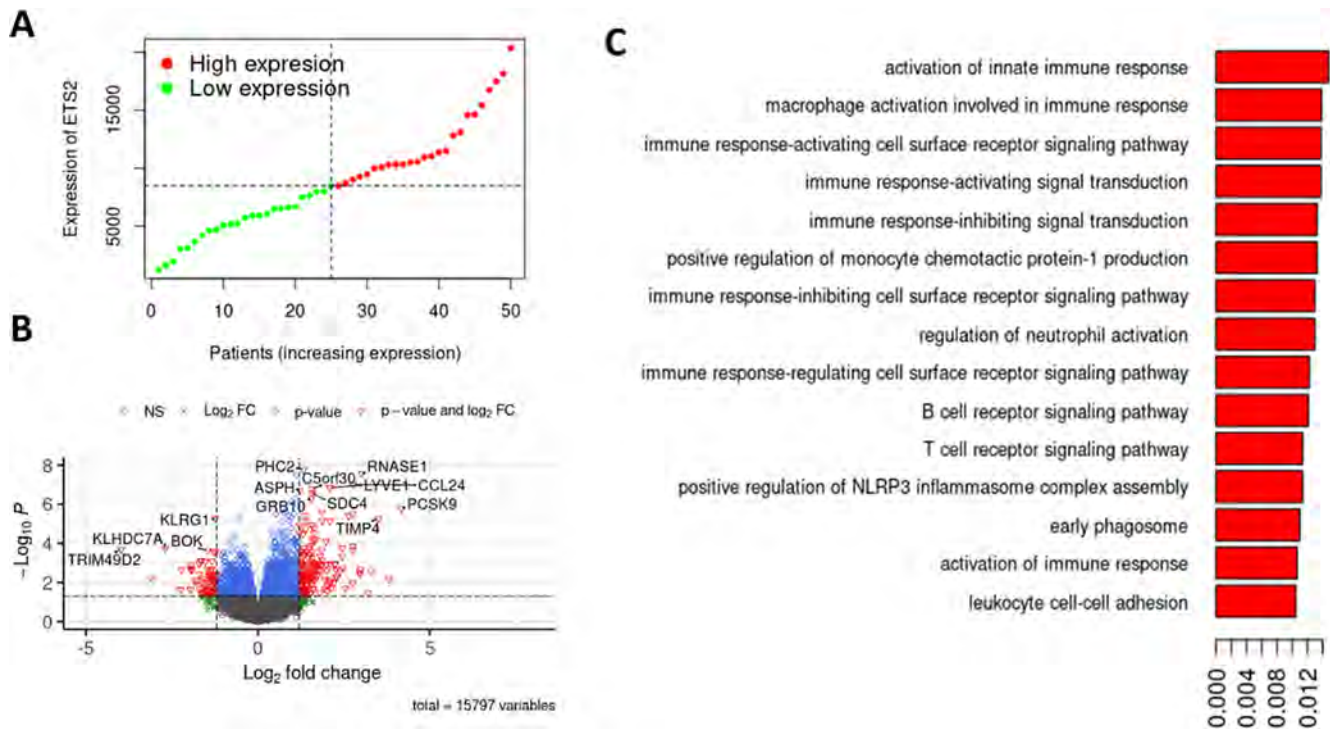 A
High expresion
Low expression
Expression of ETS2
5000
15000
0 10 20 30 40 50
Patients (increasing expression)
B
NS Log2 FC p-value p – value and log2 FC
PHC2
RNASE1
C5orf30
LYVE1
CCL24
ASPH
GRB10
SDC4
PCSK9
TIMP4
KLRG1
KLHDC7A
BOK
TRIM49D2
– Log10 P
8
6
4
2
0
-5 0 5
Log2 fold change
total = 15797 variables
C
activation of innate immune response
macrophage activation involved in immune response
immune response-activating cell surface receptor signaling pathway
immune response-activating signal transduction
immune response-inhibiting signal transduction
positive regulation of monocyte chemotactic protein-1 production
immune response-inhibiting cell surface receptor signaling pathway
regulation of neutrophil activation
immune response-regulating cell surface receptor signaling pathway
B cell receptor signaling pathway
T cell receptor signaling pathway
positive regulation of NLRP3 inflammasome complex assembly
early phagosome
activation of immune response
leukocyte cell-cell adhesion
0.000
0.004
0.008
0.012